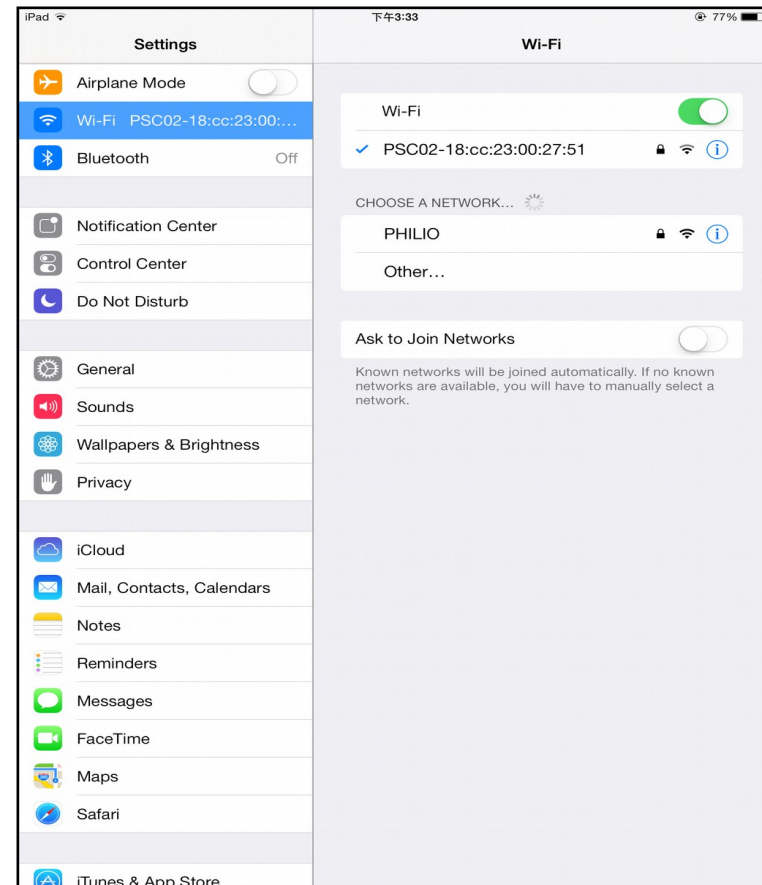 iPad 下午3:33 77%
Settings
Airplane Mode
Wi-Fi PSC02-18:cc:23:00:...
Bluetooth Off
Notification Center
Control Center
Do Not Disturb
General
Sounds
Wallpapers & Brightness
Privacy
iCloud
Mail, Contacts, Calendars
Notes
Reminders
Messages
FaceTime
Maps
Safari
iTunes & App Store
Wi-Fi
Wi-Fi
PSC02-18:cc:23:00:27:51
CHOOSE A NETWORK...
PHILIO
Other...
Ask to Join Networks
Known networks will be joined automatically. If no known
networks are available, you will have to manually select a
network.